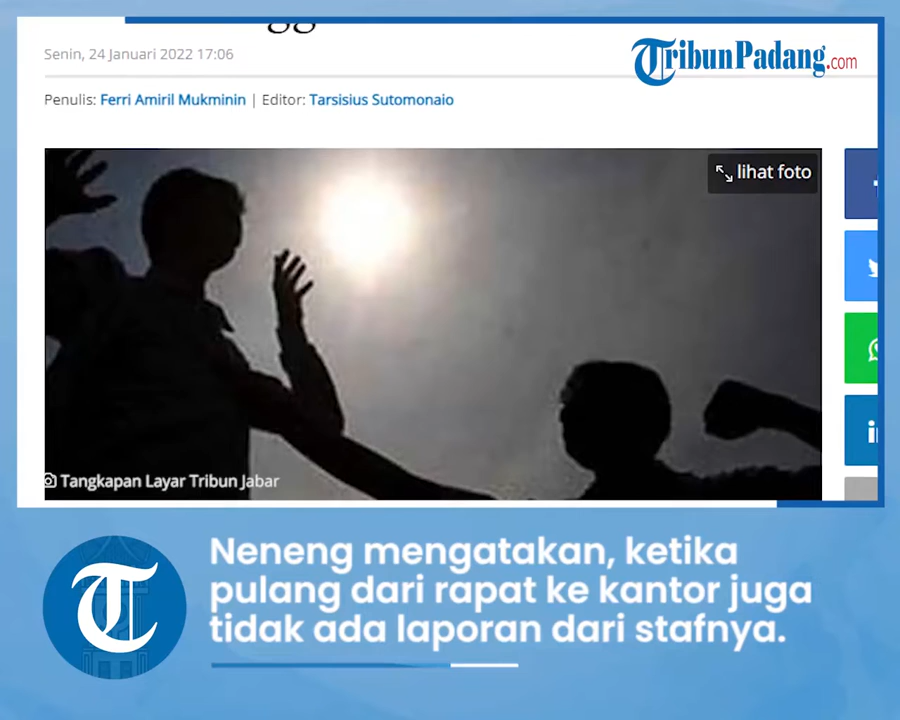 Senin, 24 Januari 2022 17:06
TribunPadang.com
Penulis: Ferri Amiril Mukminin | Editor: Tarsisius Sutomonaio
lihat foto
Tangkapan Layar Tribun Jabar
in
T
Neneng mengatakan, ketika
pulang dari rapat ke kantor juga
tidak ada laporan dari stafnya.